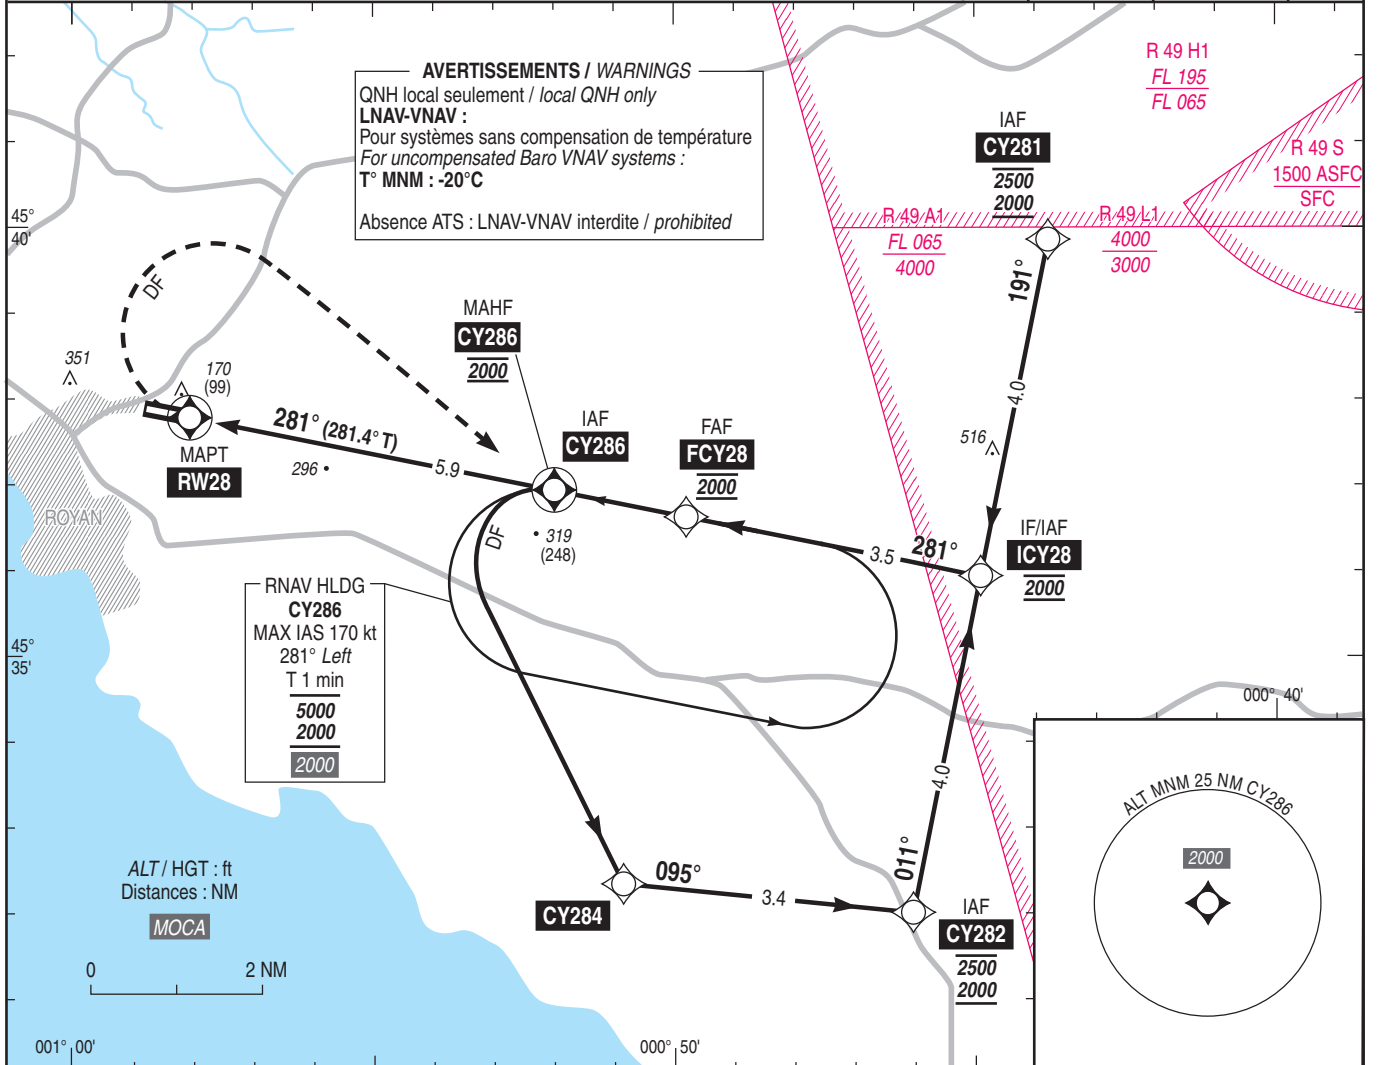 AVERTISSEMENTS / WARNINGS
QNH local seulement / local QNH only
LNAV-VNAV :
Pour systèmes sans compensation de température
For uncompensated Baro VNAV systems :
T° MNM : -20°C
Absence ATS : LNAV-VNAV interdite / prohibited
R 49 H1
FL 195
FL 065
R 49 S
1500 ASFC
SFC
IAF
CY281
2500
2000
R 49 A1
FL 065
4000
R 49 L1
4000
3000
45°
40'
191°
4.0
DF
MAHF
CY286
2000
351
170
(99)
281° (281.4° T)
5.9
296
MAPT
RW28
IAF
CY286
FAF
FCY28
2000
516
3.5
281°
IF/IAF
ICY28
2000
ROYAN
DF
319
(248)
RNAV HLDG
CY286
MAX IAS 170 kt
281° Left
T 1 min
5000
2000
2000
45°
35'
000° 40'
4.0
011°
ALT MNM 25 NM CY286
2000
ALT / HGT : ft
Distances : NM
MOCA
0 2 NM
095°
3.4
CY284
IAF
CY282
2500
2000
001° 00'
000° 50'